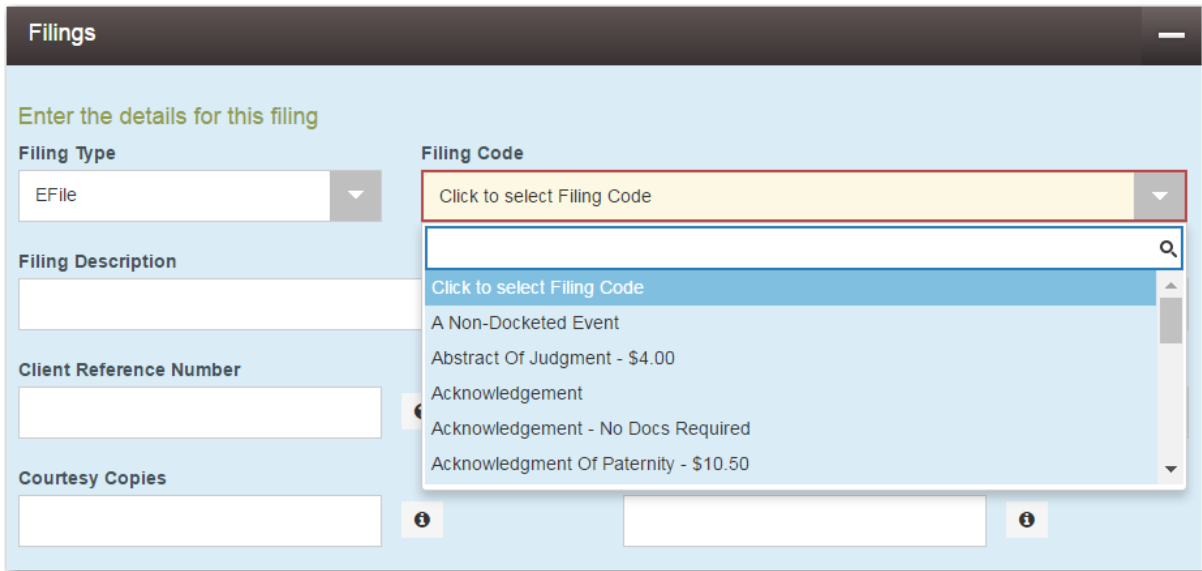 Filings
Enter the details for this filing
Filing Type
Filing Code
EFile
Click to select Filing Code
Filing Description
Click to select Filing Code
A Non-Docketed Event
Abstract Of Judgment - $4.00
Client Reference Number
Acknowledgement
Acknowledgement - No Docs Required
Acknowledgment Of Paternity - $10.50
Courtesy Copies